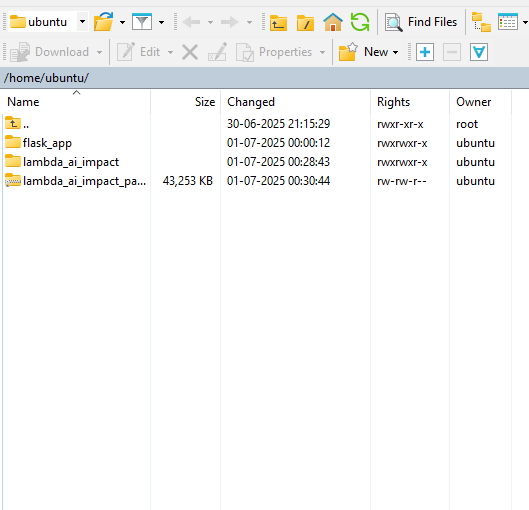 ubuntu Find Files
Download Edit Properties New
/home/ubuntu/
Name Size Changed Rights Owner
.. 30-06-2025 21:15:29 rwxr-xr-x root
flask_app 01-07-2025 00:00:12 rwxrwxr-x ubuntu
lambda_ai_impact 01-07-2025 00:28:43 rwxrwxr-x ubuntu
lambda_ai_impact_pa... 43,253 KB 01-07-2025 00:30:44 rw-rw-r-- ubuntu